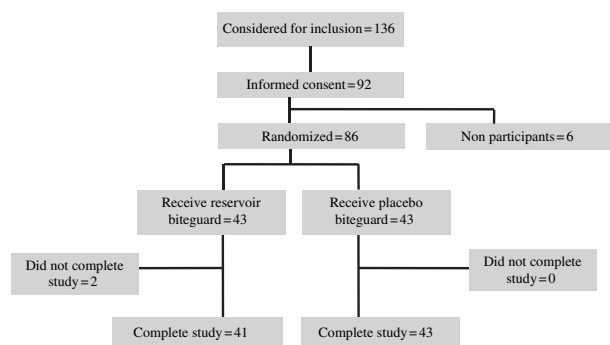 Considered for inclusion=136
Informed consent=92
Randomized=86
Non participants=6
Receive reservoir
biteguard=43
Receive placebo
biteguard=43
Did not complete
study=2
Did not complete
study=0
Complete study=41
Complete study=43